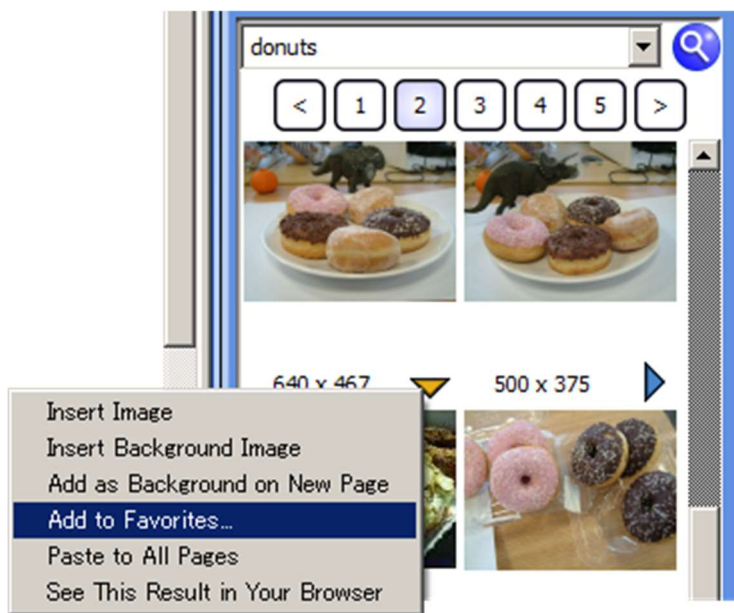 donuts
< 1 2 3 4 5 >
640 x 467 500 x 375
Insert Image
Insert Background Image
Add as Background on New Page
Add to Favorites...
Paste to All Pages
See This Result in Your Browser